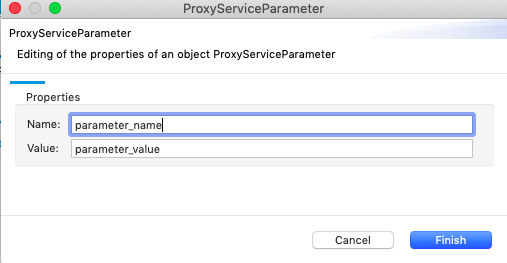 ProxyServiceParameter
ProxyServiceParameter
Editing of the properties of an object ProxyServiceParameter
Properties
Name: parameter_name
Value: parameter_value
Cancel Finish